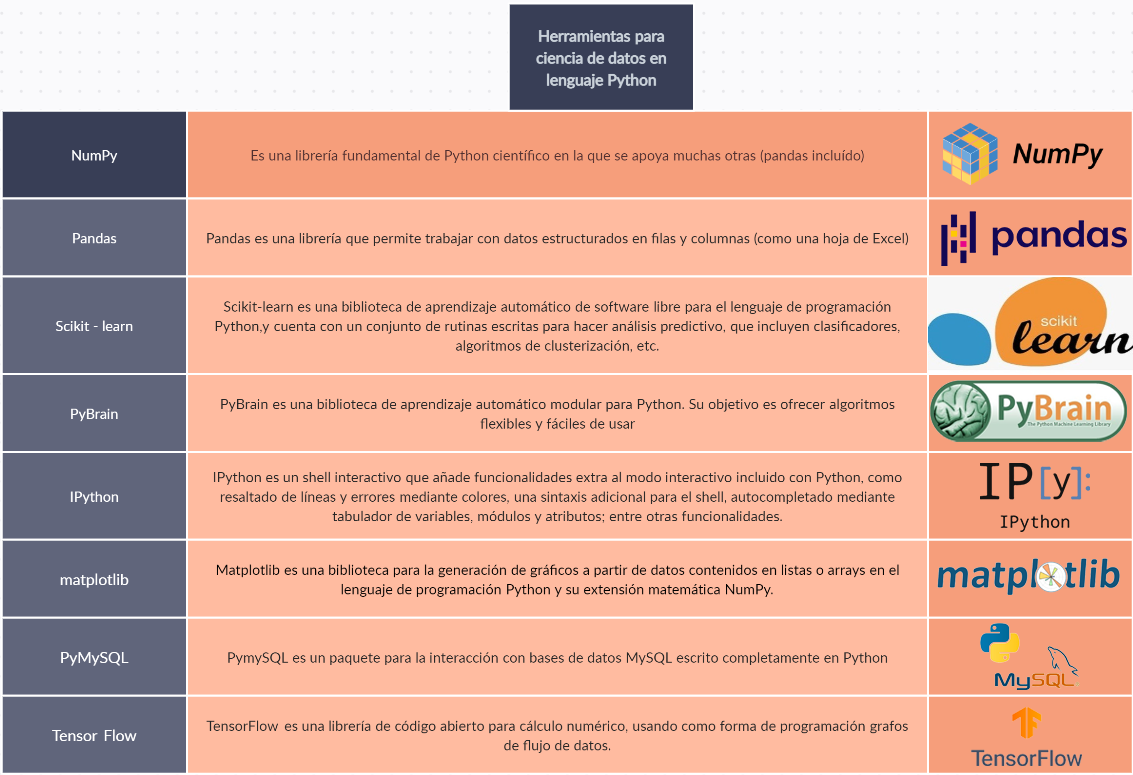 Herramientas para
ciencia de datos en
lenguaje Python
NumPy
Es una librería fundamental de Python científico en la que se apoya muchas otras (pandas incluído)
NumPy
Pandas
Pandas es una librería que permite trabajar con datos estructurados en filas y columnas (como una hoja de Excel)
pandas
Scikit - learn
Scikit-learn es una biblioteca de aprendizaje automático de software libre para el lenguaje de programación
Python,y cuenta con un conjunto de rutinas escritas para hacer análisis predictivo, que incluyen clasificadores,
algoritmos de clusterización, etc.
scikit
learn
PyBrain
PyBrain es una biblioteca de aprendizaje automático modular para Python. Su objetivo es ofrecer algoritmos
flexibles y fáciles de usar
PyBrain
The Python Machine Learning Library
IPython
IPython es un shell interactivo que añade funcionalidades extra al modo interactivo incluido con Python, como
resaltado de líneas y errores mediante colores, una sintaxis adicional para el shell, autocompletado mediante
tabulador de variables, módulos y atributos; entre otras funcionalidades.
IP[y]:
IPython
matplotlib
Matplotlib es una biblioteca para la generación de gráficos a partir de datos contenidos en listas o arrays en el
lenguaje de programación Python y su extensión matemática NumPy.
matplotlib
PyMySQL
PymySQL es un paquete para la interacción con bases de datos MySQL escrito completamente en Python
MySQL
Tensor Flow
TensorFlow es una librería de código abierto para cálculo numérico, usando como forma de programación grafos
de flujo de datos.
TensorFlow